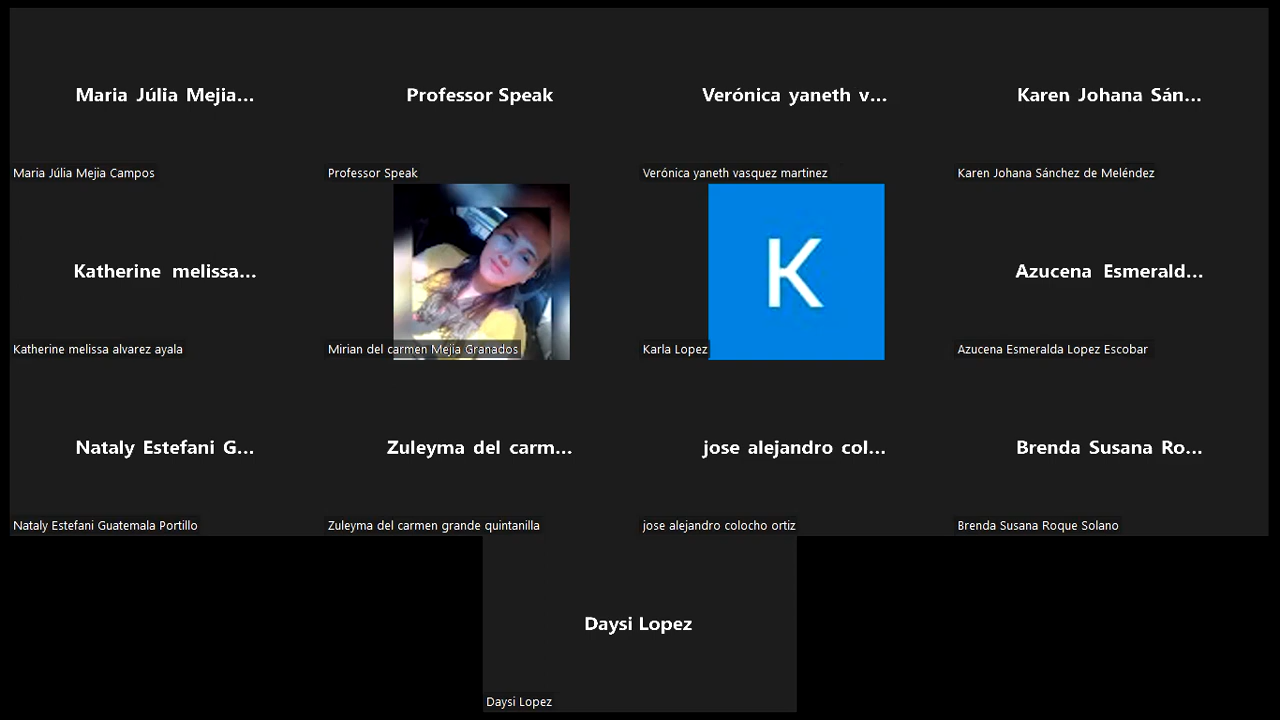 Maria Júlia Mejia...
Professor Speak
Verónica yaneth v...
Karen Johana Sán...
Maria Júlia Mejia Campos
Professor Speak
Verónica yaneth vasquez martinez
Karen Johana Sánchez de Meléndez
Katherine melissa...
K
Azucena Esmerald...
Katherine melissa alvarez ayala
Mirian del carmen Mejia Granados
Karla Lopez
Azucena Esmeralda Lopez Escobar
Nataly Estefani G...
Zuleyma del carm...
jose alejandro col...
Brenda Susana Ro...
Nataly Estefani Guatemala Portillo
Zuleyma del carmen grande quintanilla
jose alejandro colocho ortiz
Brenda Susana Roque Solano
Daysi Lopez
Daysi Lopez